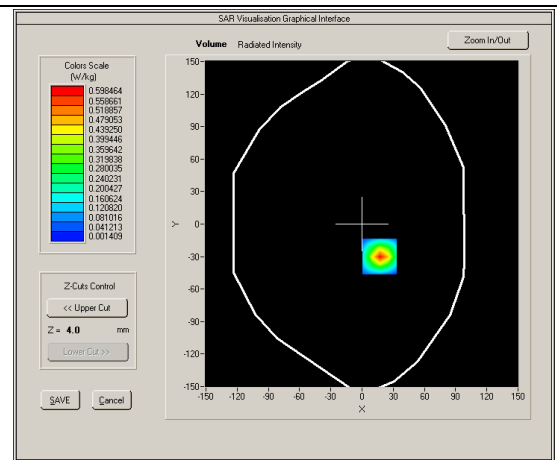 SAR Visualisation Graphical Interface
Volume Radiated Intensity
Zoom In/Out
Colors Scale
(W/kg)
0.598464
0.558661
0.518857
0.479053
0.439250
0.399446
0.359642
0.319838
0.280035
0.240231
0.200427
0.160624
0.120820
0.081016
0.041213
0.001409
Z-Cuts Control
<< Upper Cut
Z = 4.0 mm
Lower Cut >>
SAVE
Cancel
150
120
90
60
30
0
-30
-60
-90
-120
-150
Y
-150 -120 -90 -60 -30 0 30 60 90 120 150
X